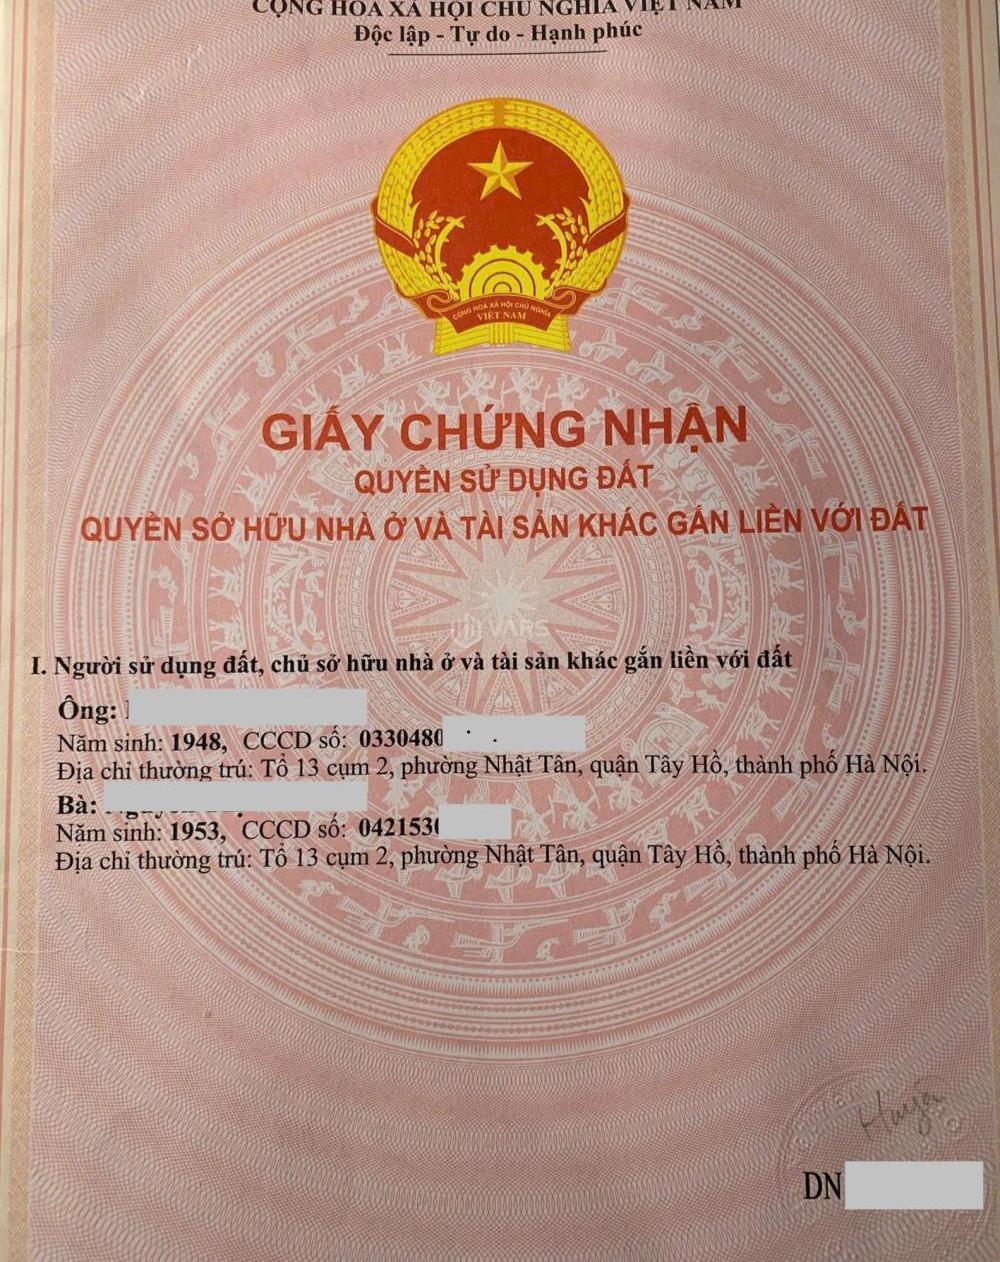 CỘNG HOÀ XÃ HỘI CHỦ NGHĨA VIỆT NAM
Độc lập - Tự do - Hạnh phúc
CỘNG HOÀ XÃ HỘI CHỦ NGHĨA
VIỆT NAM
GIẤY CHỨNG NHẬN
QUYỀN SỬ DỤNG ĐẤT
QUYỀN SỞ HỮU NHÀ Ở VÀ TÀI SẢN KHÁC GẮN LIỀN VỚI ĐẤT
VARS
I. Người sử dụng đất, chủ sở hữu nhà ở và tài sản khác gắn liền với đất
Ông:
Năm sinh: 1948, CCCD số: 0330480
Địa chỉ thường trú: Tổ 13 cụm 2, phường Nhật Tân, quận Tây Hồ, thành phố Hà Nội.
Bà:
Năm sinh: 1953, CCCD số: 042153
Địa chỉ thường trú: Tổ 13 cụm 2, phường Nhật Tân, quận Tây Hồ, thành phố Hà Nội.
DN